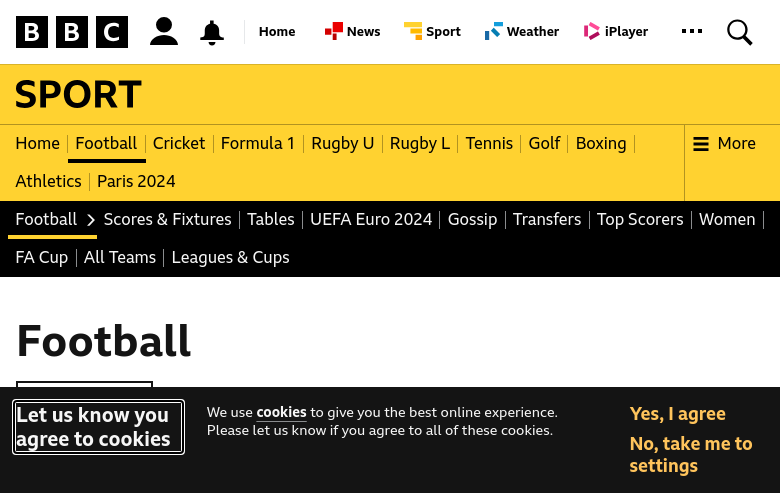 BBC Home News Sport Weather iPlayer
SPORT
Home Football Cricket Formula 1 Rugby U Rugby L Tennis Golf Boxing More
Athletics Paris 2024
Football Scores & Fixtures Tables UEFA Euro 2024 Gossip Transfers Top Scorers Women
FA Cup All Teams Leagues & Cups
Football
Let us know you
agree to cookies
We use cookies to give you the best online experience.
Please let us know if you agree to all of these cookies.
Yes, I agree
No, take me to
settings